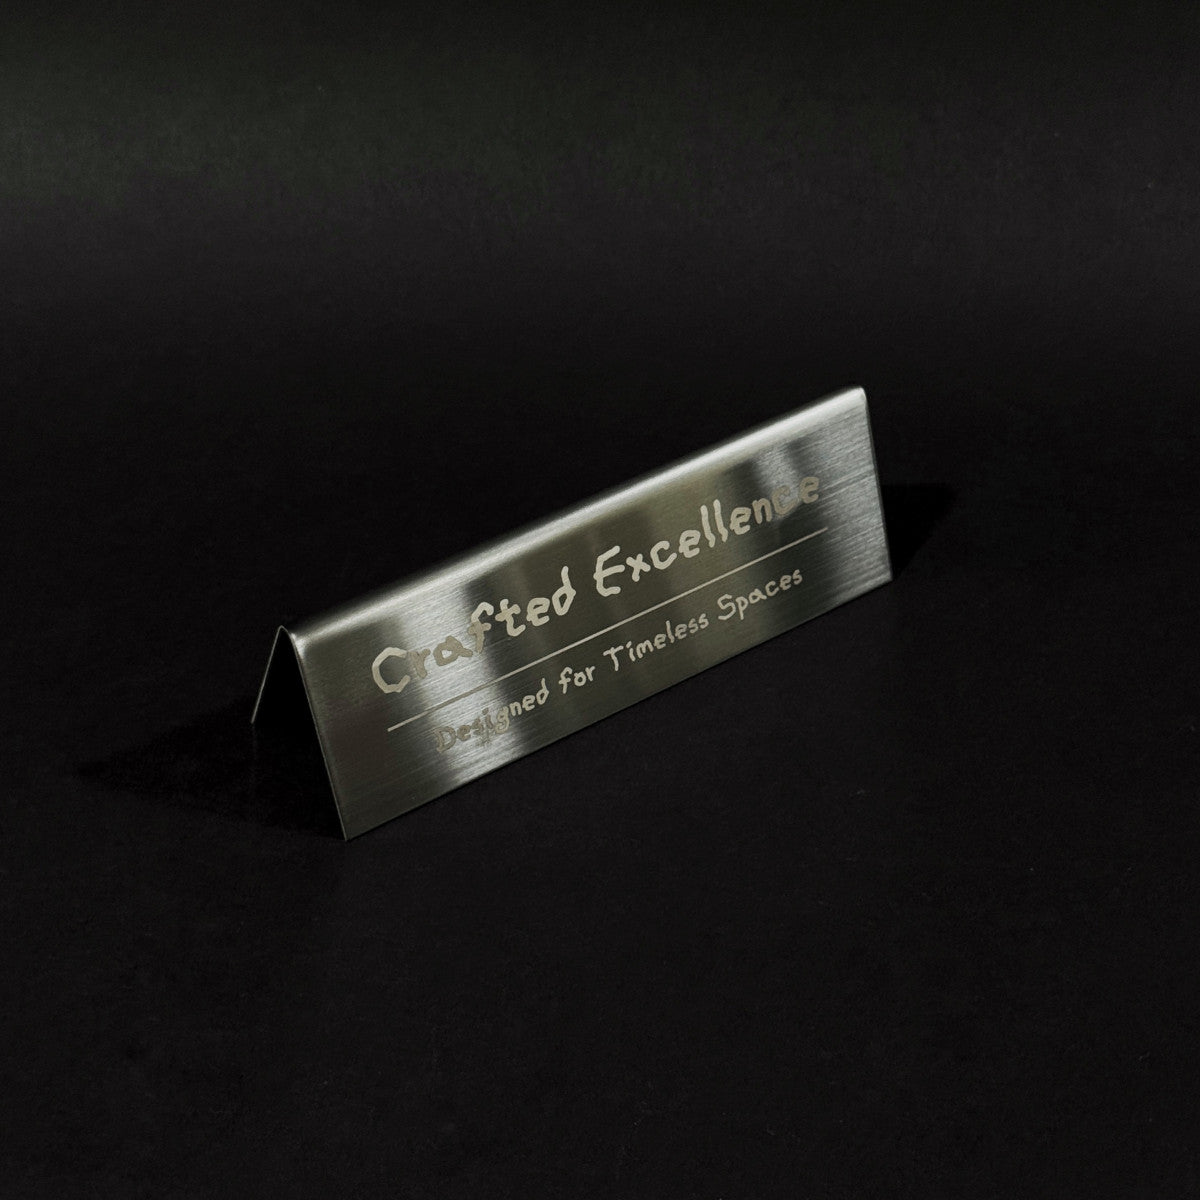 Crafted Excellence
Designed for Timeless Spaces